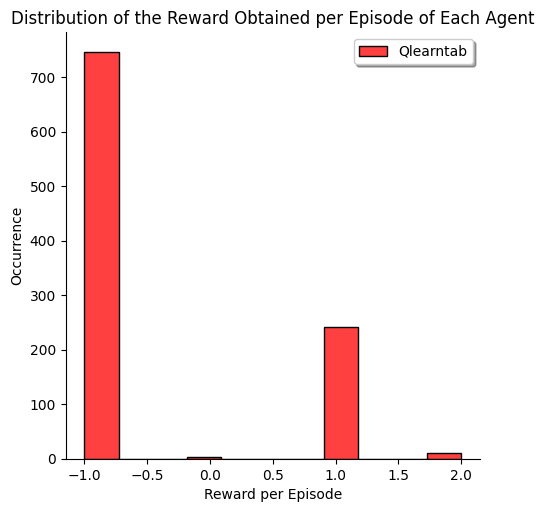 Distribution of the Reward Obtained per Episode of Each Agent
Qlearntab
700
600
500
400
300
200
100
0
Occurrence
−1.0 −0.5 0.0 0.5 1.0 1.5 2.0
Reward per Episode